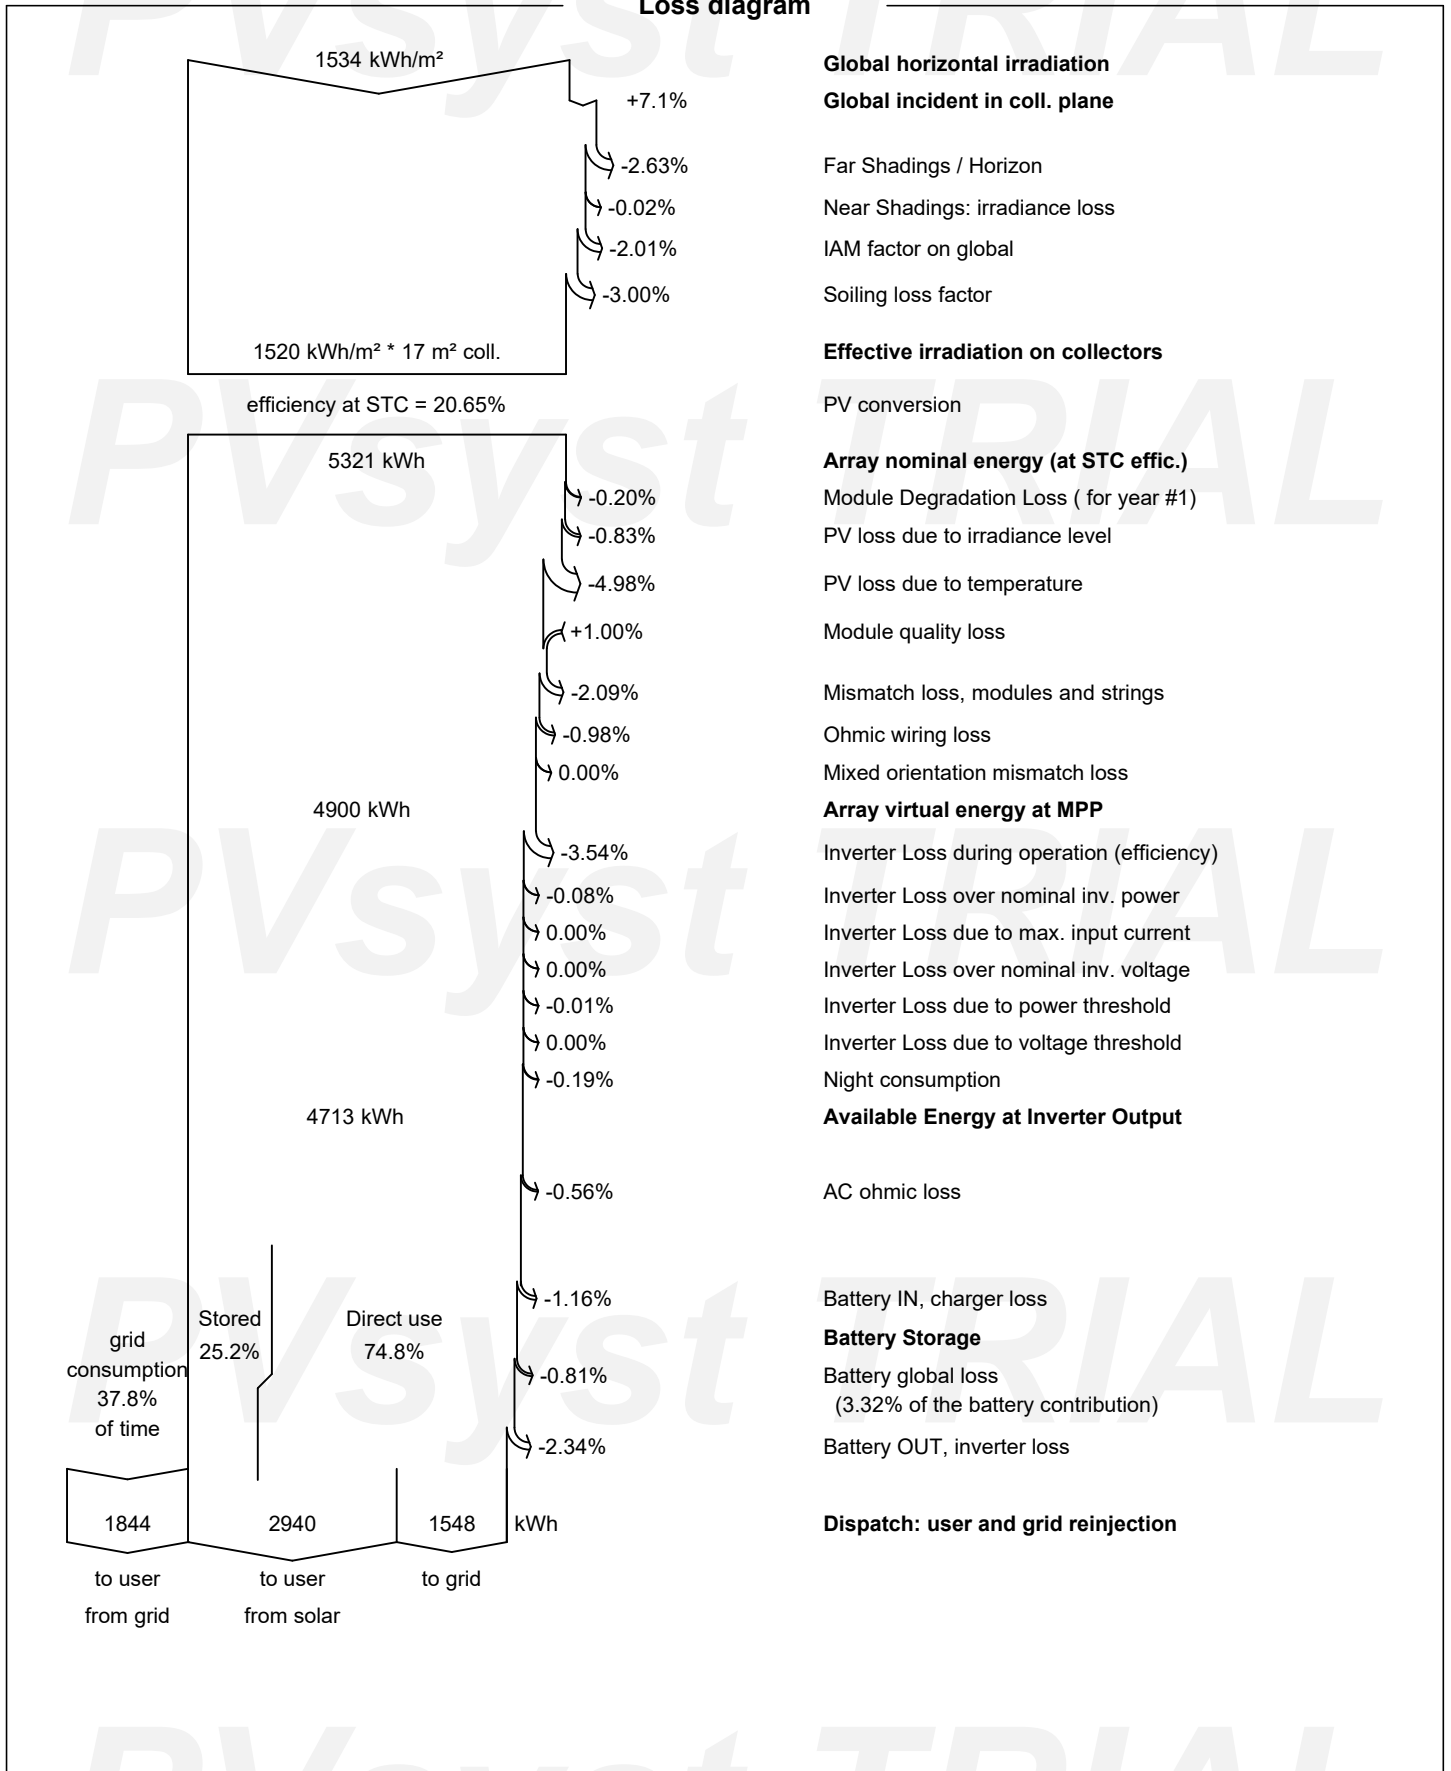 Loss diagram
1534 kWh/m²
Global horizontal irradiation
+7.1%
Global incident in coll. plane
-2.63%
Far Shadings / Horizon
-0.02%
Near Shadings: irradiance loss
-2.01%
IAM factor on global
-3.00%
Soiling loss factor
1520 kWh/m² * 17 m² coll.
Effective irradiation on collectors
efficiency at STC = 20.65%
PV conversion
5321 kWh
Array nominal energy (at STC effic.)
-0.20%
Module Degradation Loss ( for year #1)
-0.83%
PV loss due to irradiance level
-4.98%
PV loss due to temperature
+1.00%
Module quality loss
-2.09%
Mismatch loss, modules and strings
-0.98%
Ohmic wiring loss
0.00%
Mixed orientation mismatch loss
4900 kWh
Array virtual energy at MPP
-3.54%
Inverter Loss during operation (efficiency)
-0.08%
Inverter Loss over nominal inv. power
0.00%
Inverter Loss due to max. input current
0.00%
Inverter Loss over nominal inv. voltage
-0.01%
Inverter Loss due to power threshold
0.00%
Inverter Loss due to voltage threshold
-0.19%
Night consumption
4713 kWh
Available Energy at Inverter Output
-0.56%
AC ohmic loss
-1.16%
Battery IN, charger loss
Stored
25.2%
Direct use
74.8%
Battery Storage
grid
consumption
37.8%
of time
-0.81%
Battery global loss
(3.32% of the battery contribution)
-2.34%
Battery OUT, inverter loss
1844
2940
1548
kWh
Dispatch: user and grid reinjection
to user
from grid
to user
from solar
to grid
PVsyst TRIAL
PVsyst TRIAL
PVsyst TRIAL
PVsyst TRIAL
PVsyst TRIAL